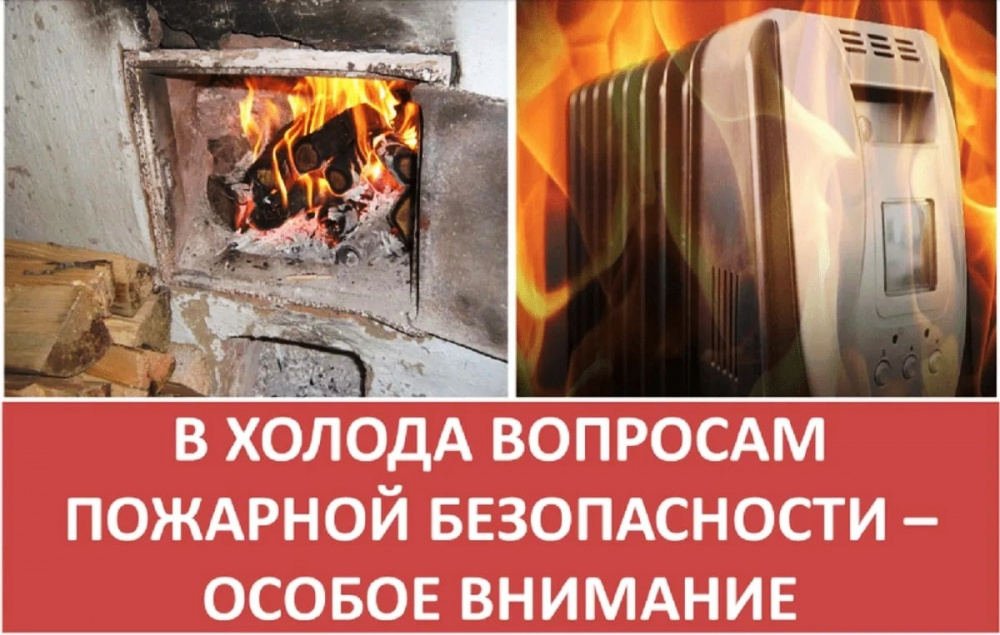 В ХОЛОДА ВОПРОСАМ
ПОЖАРНОЙ БЕЗОПАСНОСТИ –
ОСОБОЕ ВНИМАНИЕ